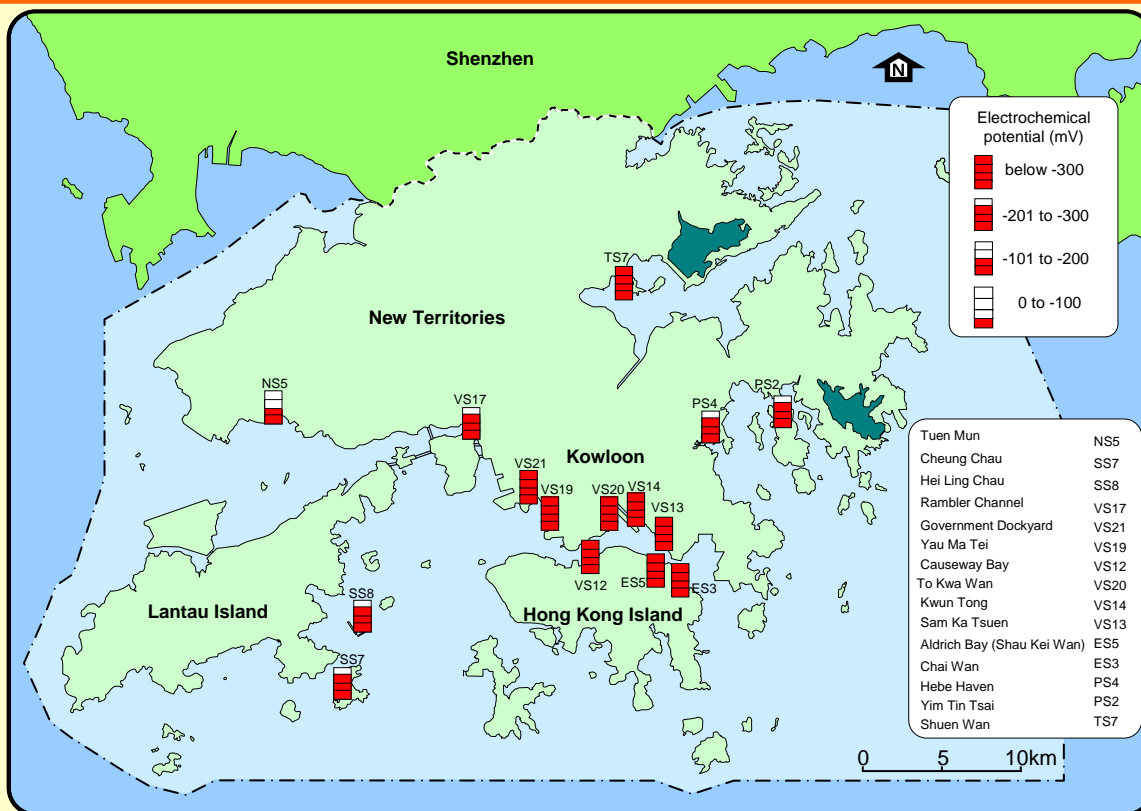 Shenzhen
N
Electrochemical
potential (mV)
below -300
-201 to -300
-101 to -200
0 to -100
TS7
New Territories
NS5
VS17
PS4
PS2
Kowloon
VS21
VS19
VS20
VS14
VS13
VS12
ES5
ES3
SS8
Lantau Island
Hong Kong Island
SS7
Tuen Mun NS5
Cheung Chau SS7
Hei Ling Chau SS8
Rambler Channel VS17
Government Dockyard VS21
Yau Ma Tei VS19
Causeway Bay VS12
To Kwa Wan VS20
Kwun Tong VS14
Sam Ka Tsuen VS13
Aldrich Bay (Shau Kei Wan) ES5
Chai Wan ES3
Hebe Haven PS4
Yim Tin Tsai PS2
Shuen Wan TS7
0 5 10km